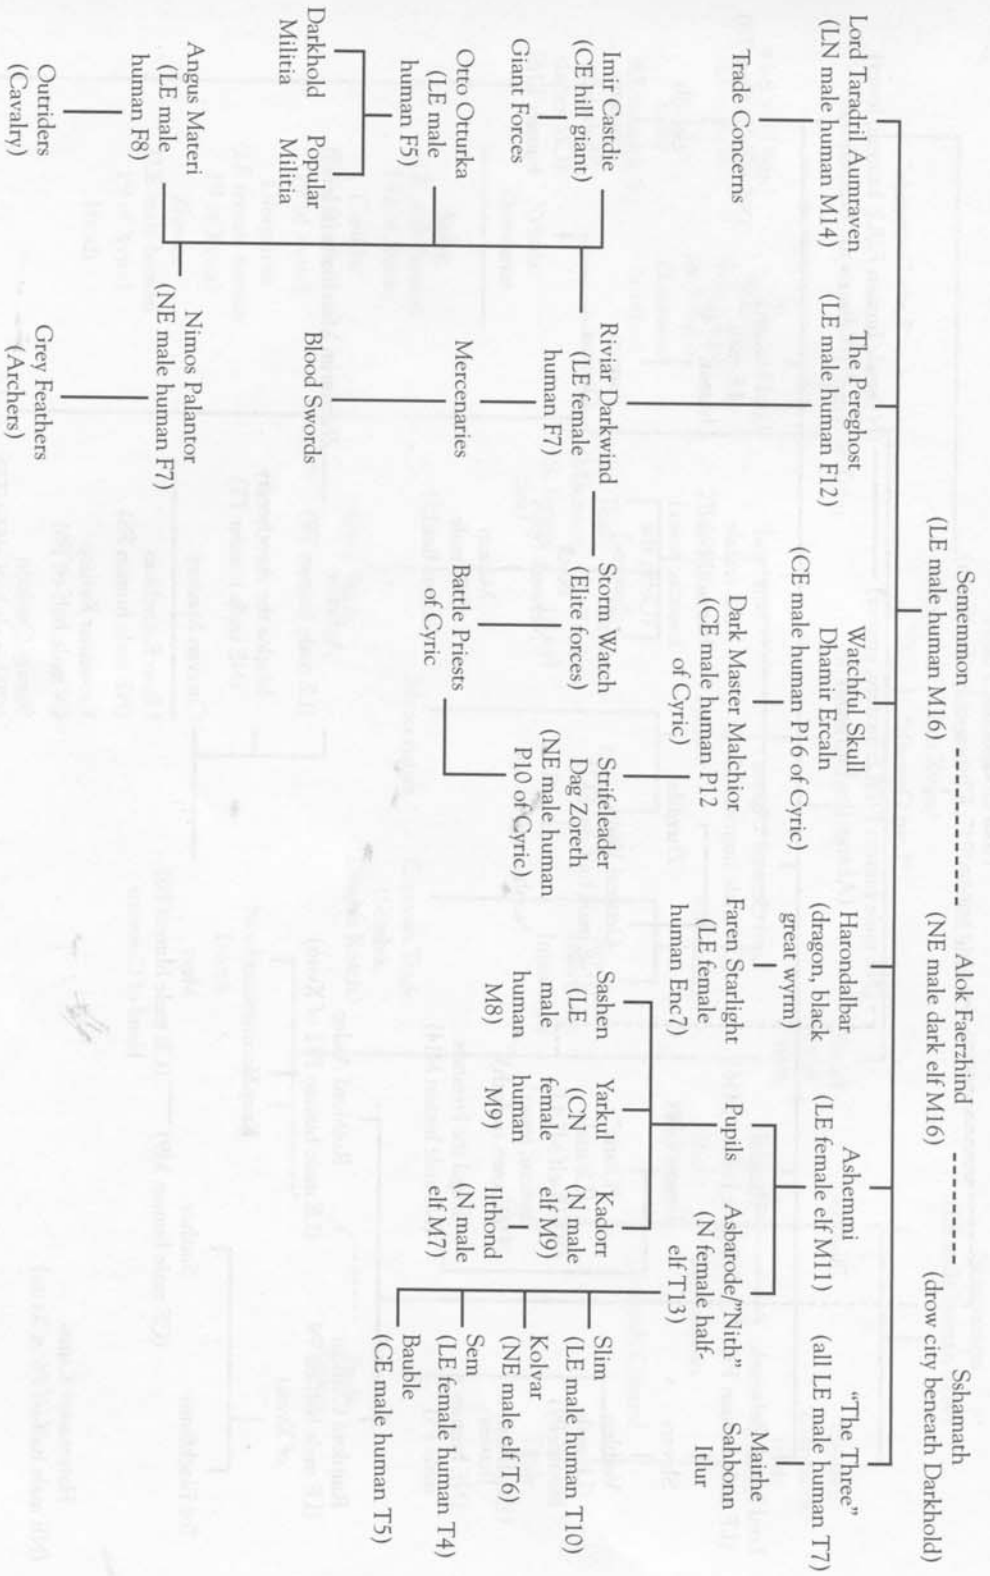 Sememmon
(LE male human M16)
Alok Faerzhind
(NE male dark elf M16)
Sshamath
(drow city beneath Darkhold)
Lord Taradril Aumraven
(LN male human M14)
The Pereghost
(LE male human F12)
Watchful Skull
Dhamir Ercaln
(CE male human P16 of Cyric)
Harondalbar
(dragon, black
great wyrm)
Ashemmi
(LE female elf M11)
"The Three"
(all LE male human T7)
Trade Concerns
Dark Master Malchior
(CE male human P12
of Cyric)
Faren Starlight
(LE female
human Enc7)
Pupils
Asbarode/"Nith"
(N female half-
elf T13)
Mairhe
Sahbonn
Itlur
Imir Castdie
(CE hill giant)
Giant Forces
Riviar Darkwind
(LE female
human F7)
Storm Watch
(Elite forces)
Strifeleader
Dag Zoreth
(NE male human
P10 of Cyric)
Sashen
(LE
male
human
M8)
Yarkul
(CN
female
human
M9)
Kadorr
(N male
elf M9)
Ilthond
(N male
elf M7)
Slim
(LE male human T10)
Kolvar
(NE male elf T6)
Sem
(LE female human T4)
Bauble
(CE male human T5)
Otto Otturka
(LE male
human F5)
Mercenaries
Battle Priests
of Cyric
Darkhold
Militia
Popular
Militia
Blood Swords
Angus Materi
(LE male
human F8)
Nimos Palantor
(NE male human F7)
Outriders
(Cavalry)
Grey Feathers
(Archers)